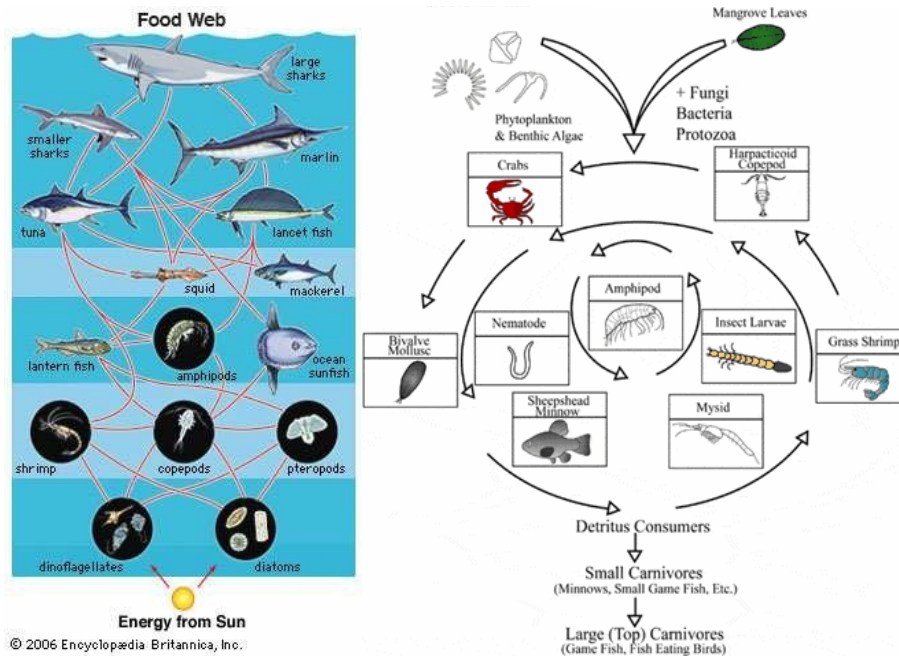 Food Web
large
sharks
smaller
sharks
marlin
tuna
lancet fish
squid
mackerel
lantern fish
amphipods
ocean
sunfish
shrimp
copepods
pteropods
dinoflagellates
diatoms
Energy from Sun
© 2006 Encyclopædia Britannica, Inc.
Mangrove Leaves
Phytoplankton
& Benthic Algae
+ Fungi
Bacteria
Protozoa
Crabs
Harpacticoid
Copepod
Amphipod
Bivalve
Mollusc
Nematode
Insect Larvae
Grass Shrimp
Sheepshead
Minnow
Mysid
Detritus Consumers
Small Carnivores
(Minnows, Small Game Fish, Etc.)
Large (Top) Carnivores
(Game Fish, Fish Eating Birds)